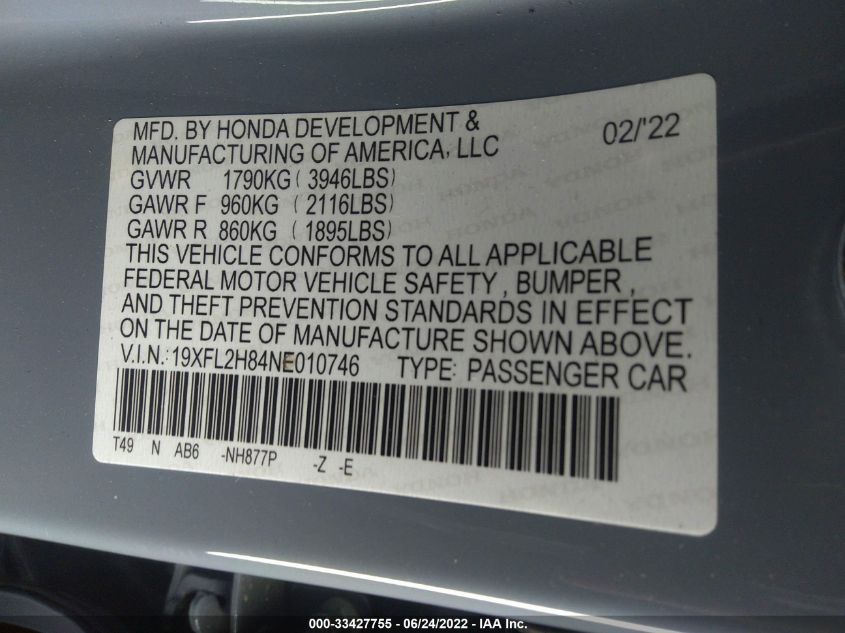 MFD. BY HONDA DEVELOPMENT & 02/'22
MANUFACTURING OF AMERICA, LLC
GVWR 1790KG ( 3946LBS)
GAWR F 960KG ( 2116LBS)
GAWR R 860KG ( 1895LBS)
THIS VEHICLE CONFORMS TO ALL APPLICABLE
FEDERAL MOTOR VEHICLE SAFETY , BUMPER ,
AND THEFT PREVENTION STANDARDS IN EFFECT
ON THE DATE OF MANUFACTURE SHOWN ABOVE.
V.I.N.: 19XFL2H84NE010746 TYPE: PASSENGER CAR
T49 N AB6 -NH877P -Z -E
000-33427755 - 06/24/2022 - IAA Inc.